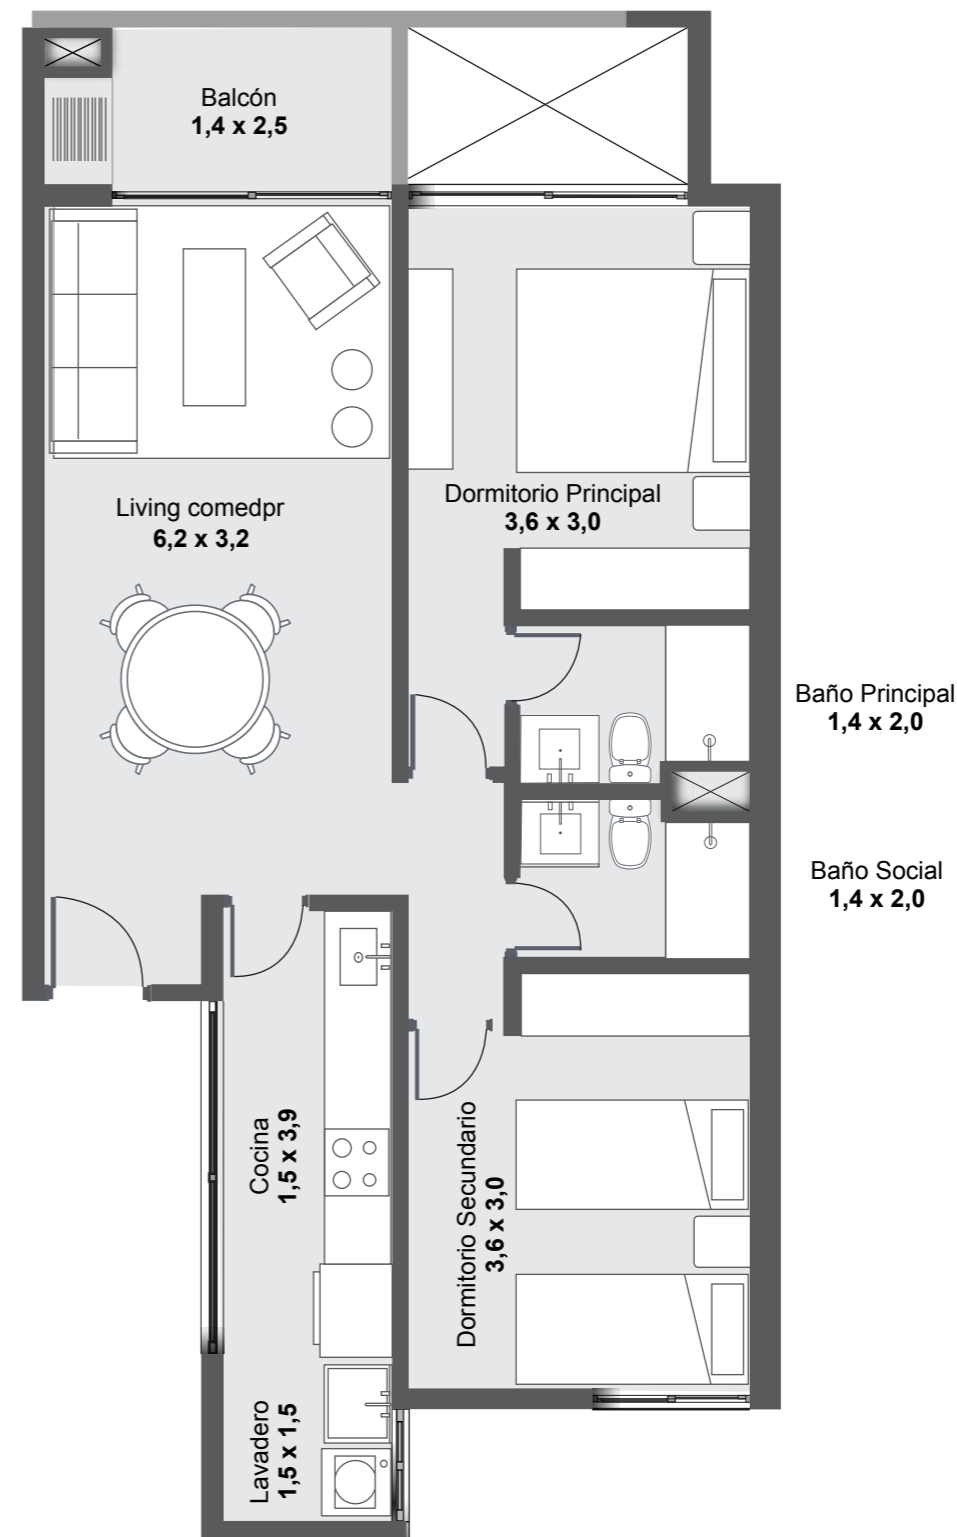 Balcón
1,4 x 2,5
Living comedpr
6,2 x 3,2
Dormitorio Principal
3,6 x 3,0
Baño Principal
1,4 x 2,0
Baño Social
1,4 x 2,0
Cocina
1,5 x 3,9
Dormitorio Secundario
3,6 x 3,0
Lavadero
1,5 x 1,5